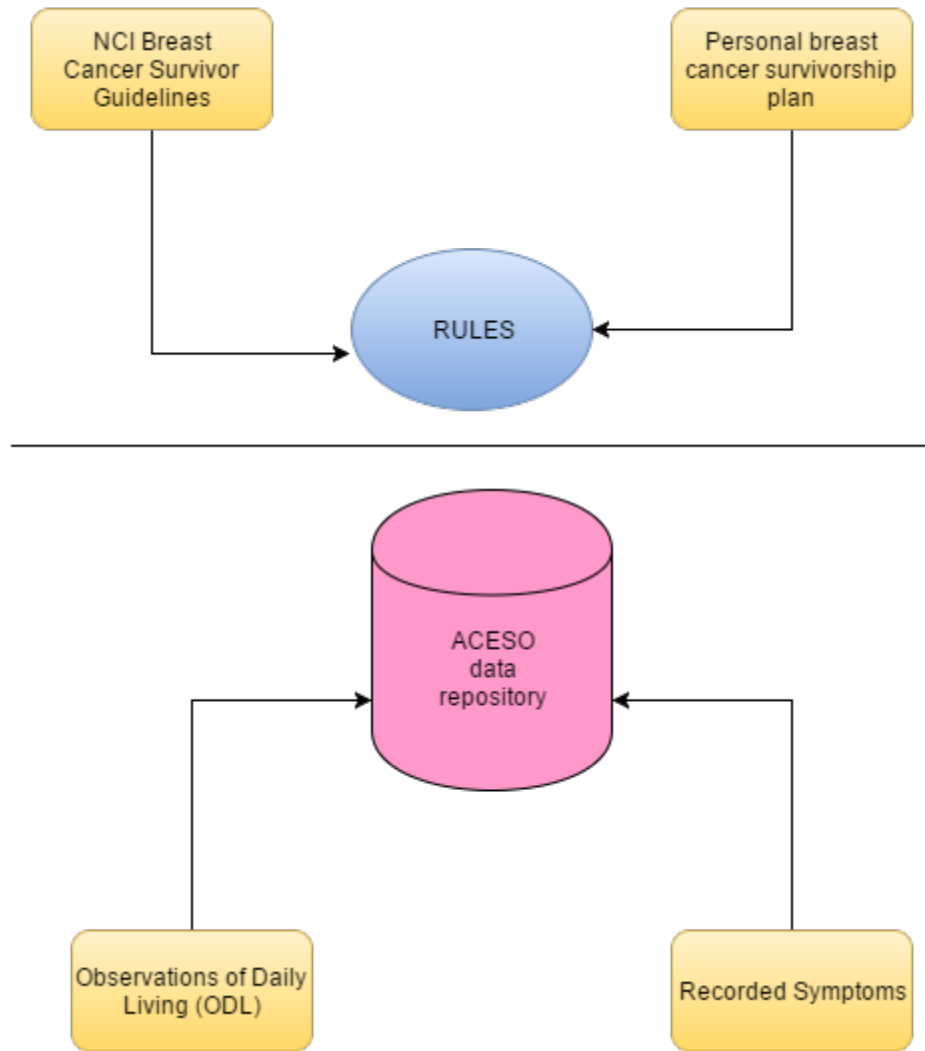 NCI Breast
Cancer Survivor
Guidelines
Personal breast
cancer survivorship
plan
RULES
ACESO
data
repository
Observations of Daily
Living (ODL)
Recorded Symptoms